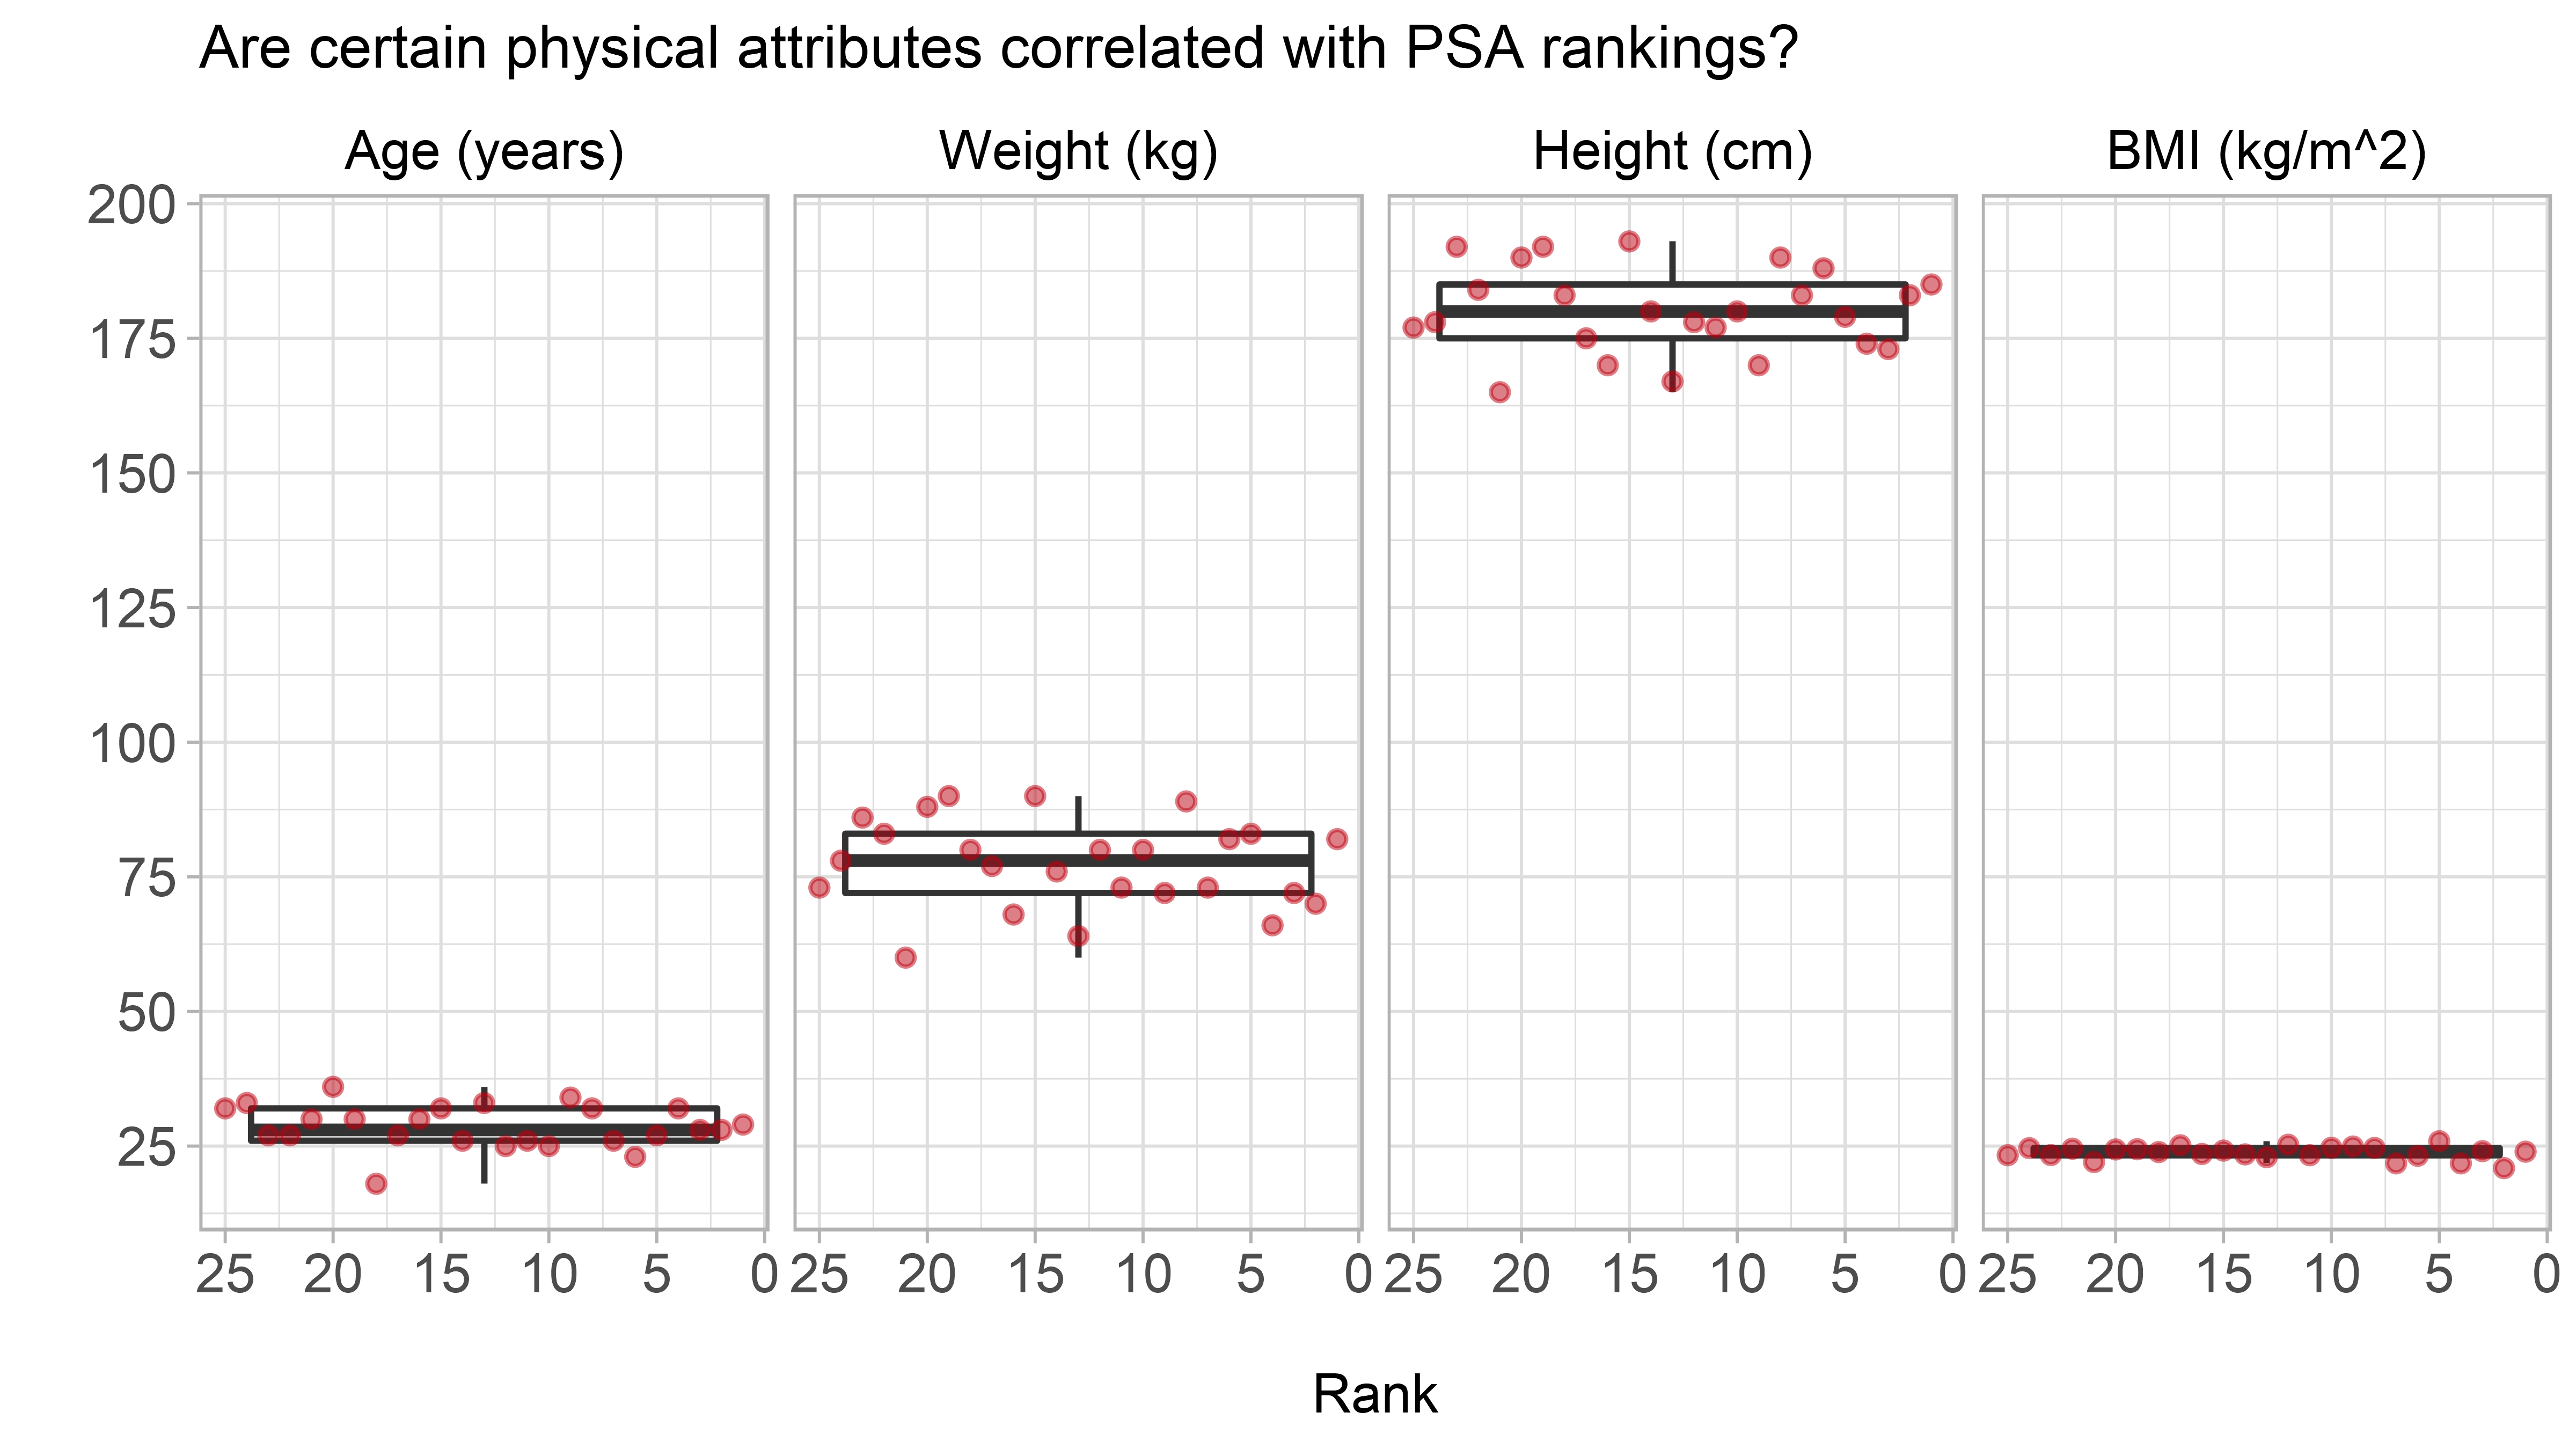 Are certain physical attributes correlated with PSA rankings?
Age (years) Weight (kg) Height (cm) BMI (kg/m^2)
200
175
150
125
100
75
50
25
25 20 15 10 5 0 25 20 15 10 5 0 25 20 15 10 5 0 25 20 15 10 5 0
Rank